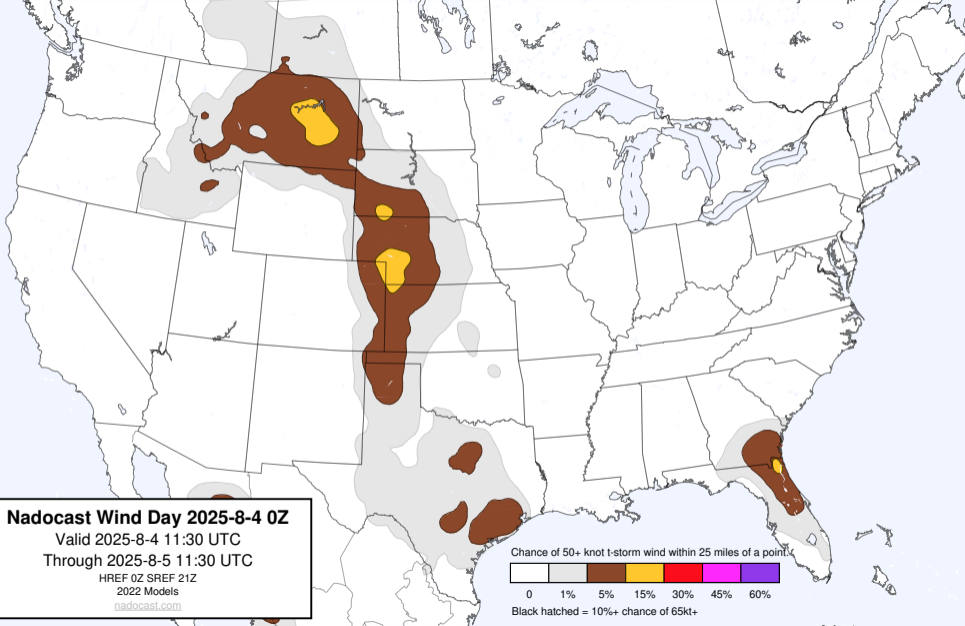 Nadocast Wind Day 2025-8-4 0Z
Valid 2025-8-4 11:30 UTC
Through 2025-8-5 11:30 UTC
HREF 0Z SREF 21Z
2022 Models
nadocast.com
Chance of 50+ knot t-storm wind within 25 miles of a point.
0 1% 5% 15% 30% 45% 60%
Black hatched = 10%+ chance of 65kt+